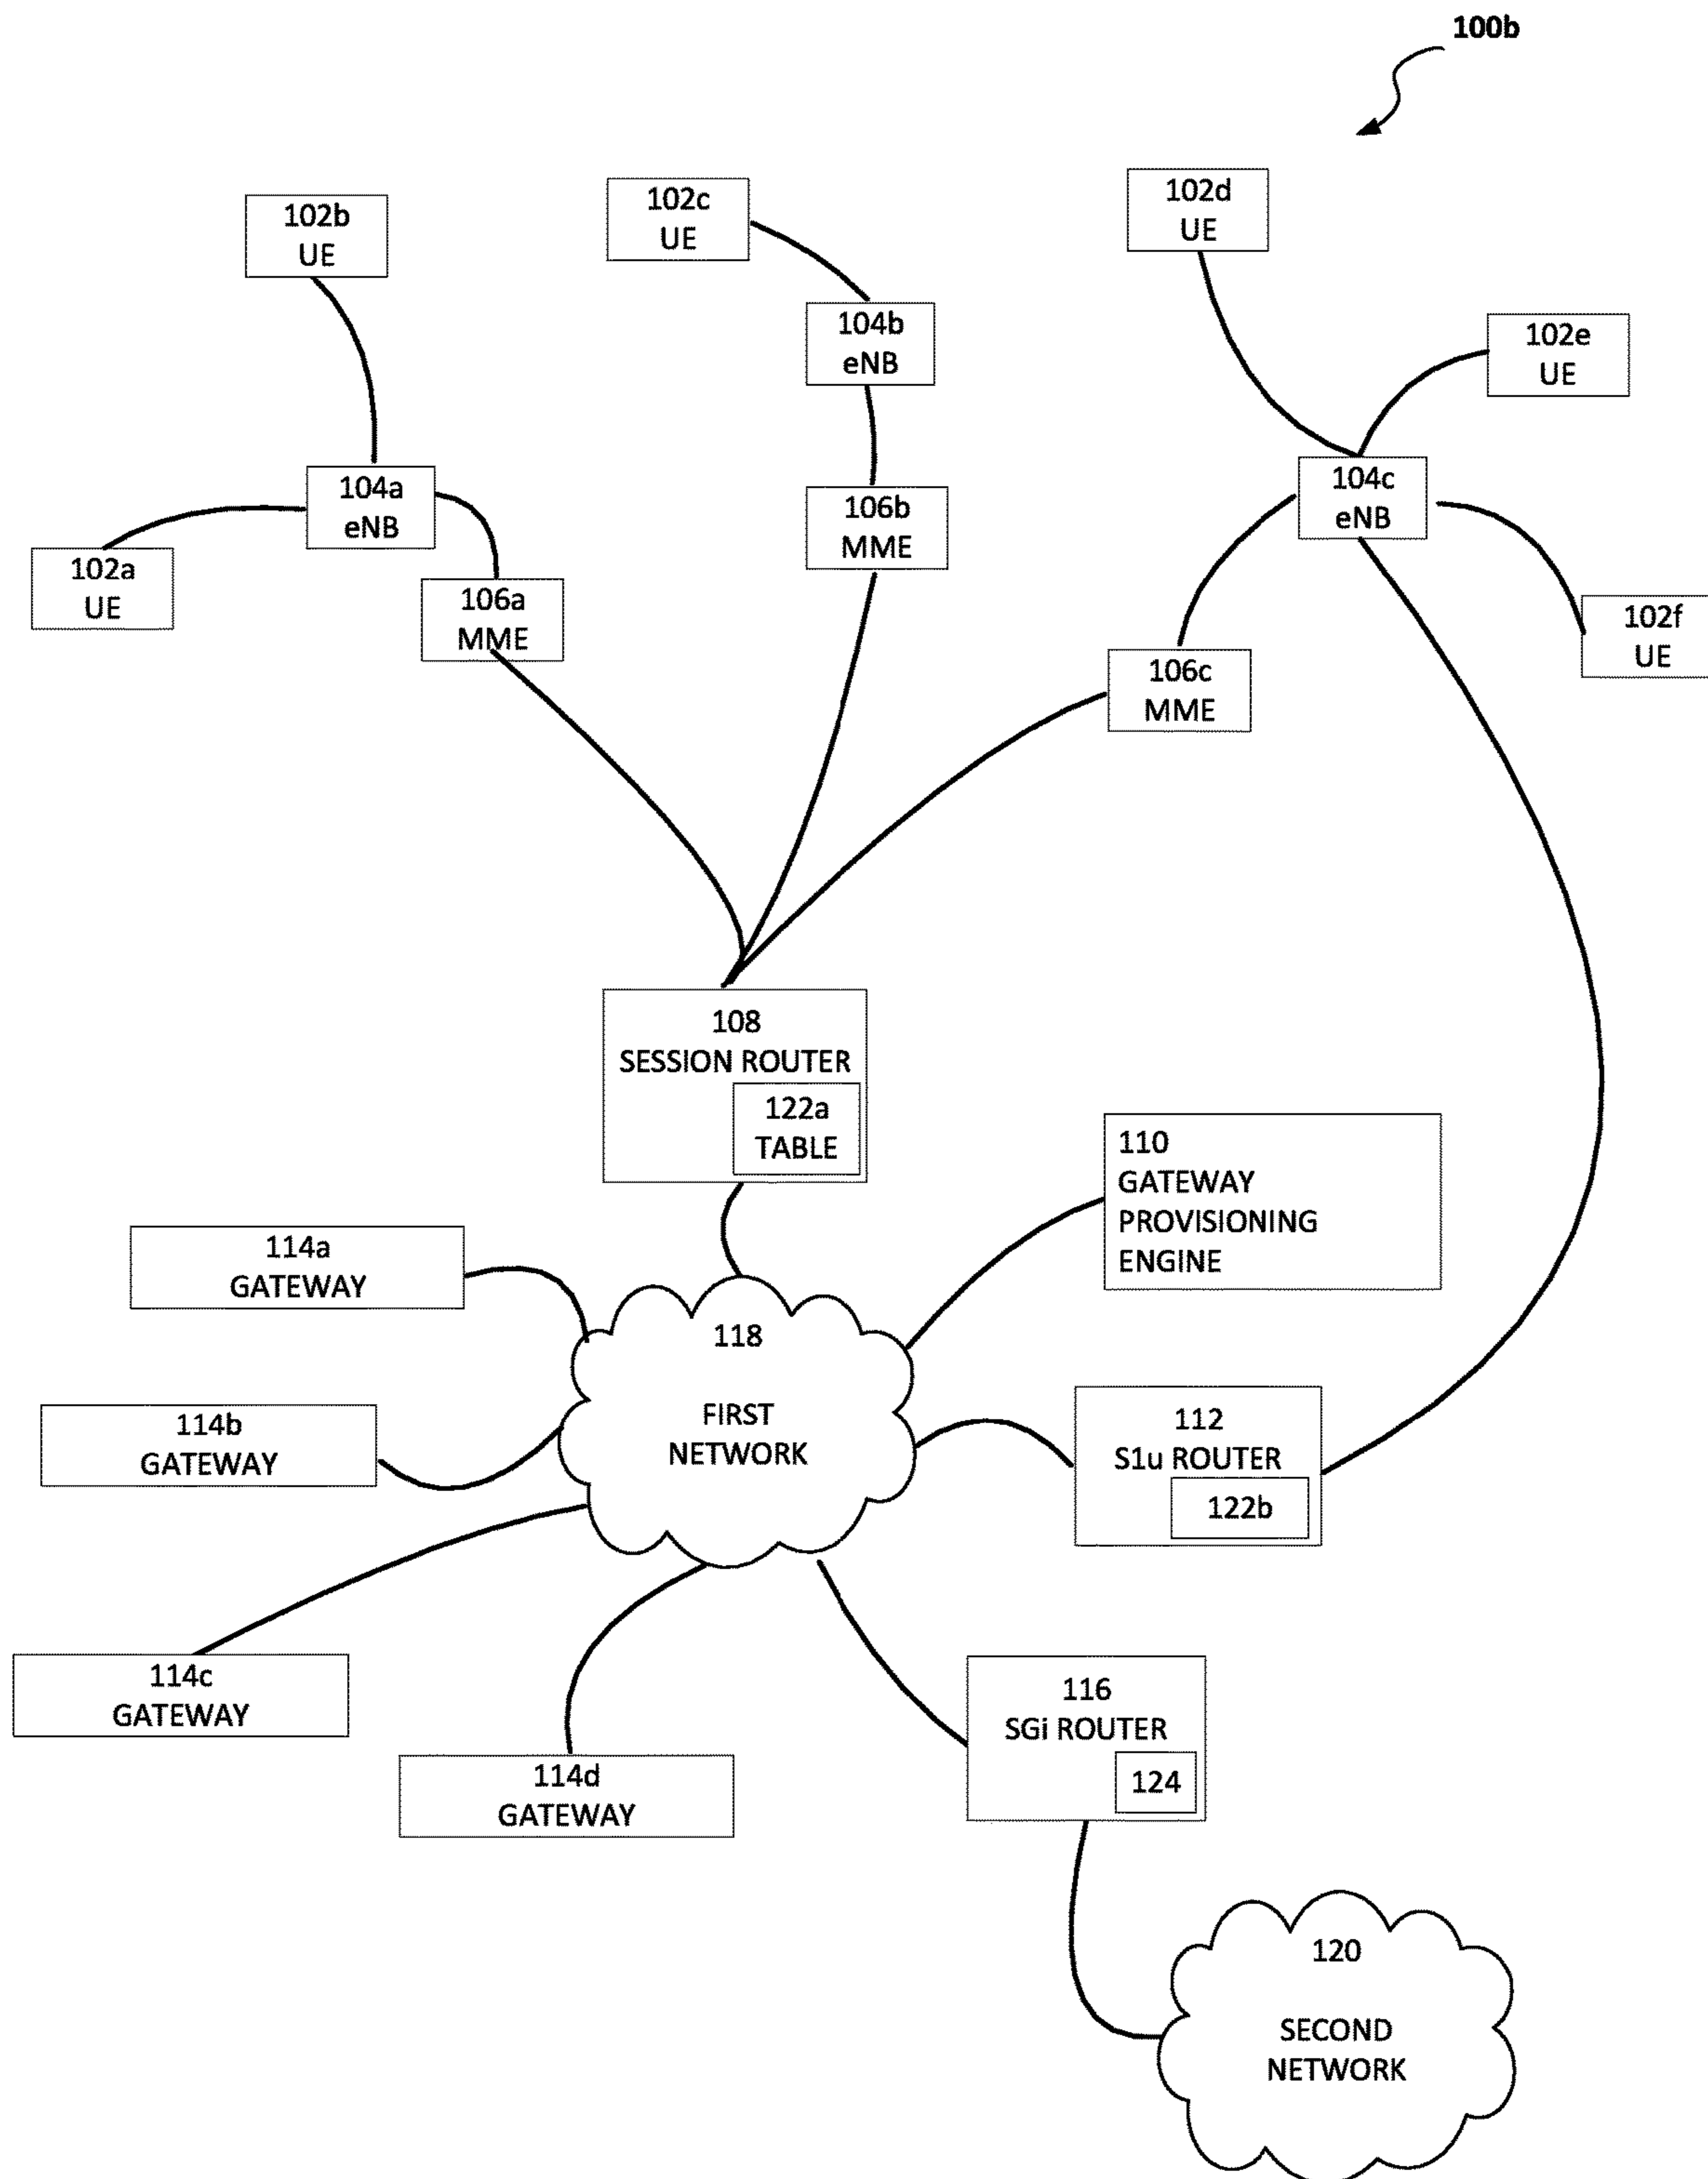 100b
102b
UE
102c
UE
102d
UE
104b
eNB
102e
UE
104a
eNB
104c
eNB
106b
MME
102a
UE
106a
MME
102f
UE
106c
MME
108
SESSION ROUTER
122a
TABLE
110
GATEWAY
PROVISIONING
ENGINE
114a
GATEWAY
118
FIRST
NETWORK
114b
GATEWAY
112
S1u ROUTER
122b
114c
GATEWAY
116
SGi ROUTER
124
114d
GATEWAY
120
SECOND
NETWORK